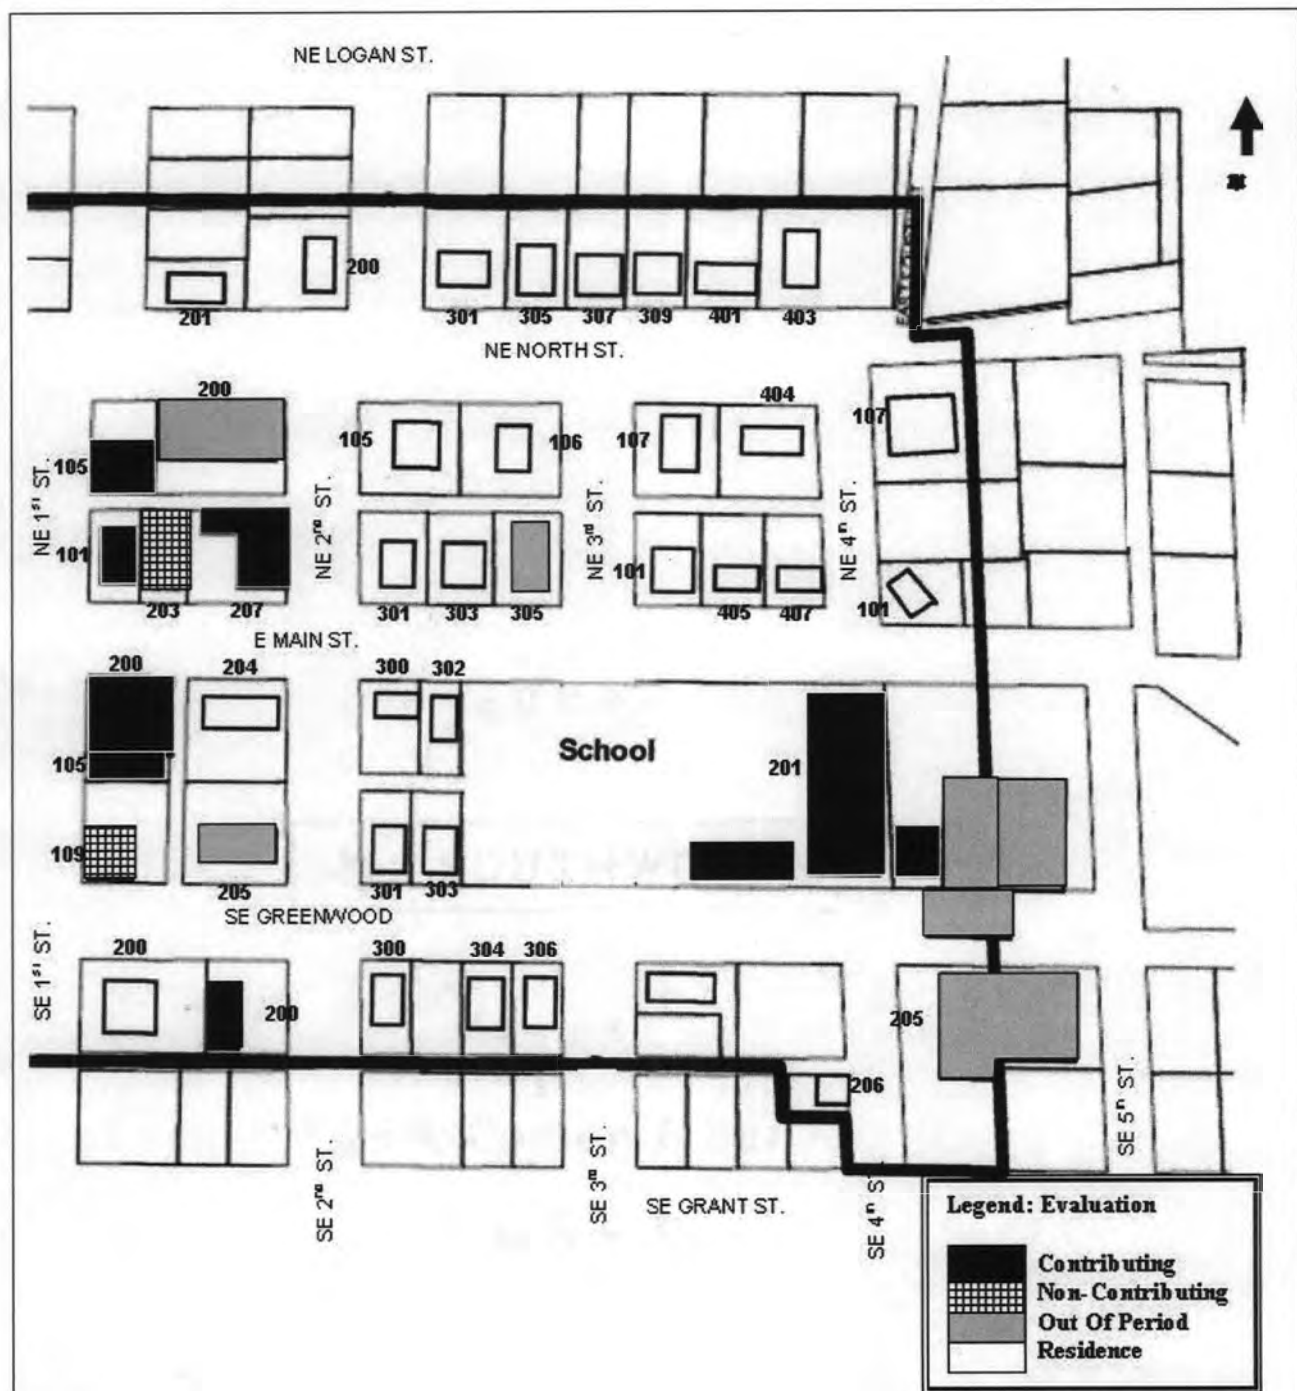 NE LOGAN ST.
200
201
301
305
307
309
401
403
NE NORTH ST.
200
404
105
106
107
107
105
NE 1ST ST.
NE 2nd ST.
NE 3rd ST.
NE 4th ST.
101
203
207
301
303
305
101
405
407
101
E MAIN ST.
200
204
300
302
School
201
105
109
205
301
303
SE GREENWOOD
SE 1ST ST.
200
200
300
304
306
205
206
SE 2nd ST.
SE 3rd ST.
SE GRANT ST.
SE 4th ST
SE 5th ST.
Legend: Evaluation
Contributing
Non-Contributing
Out Of Period
Residence